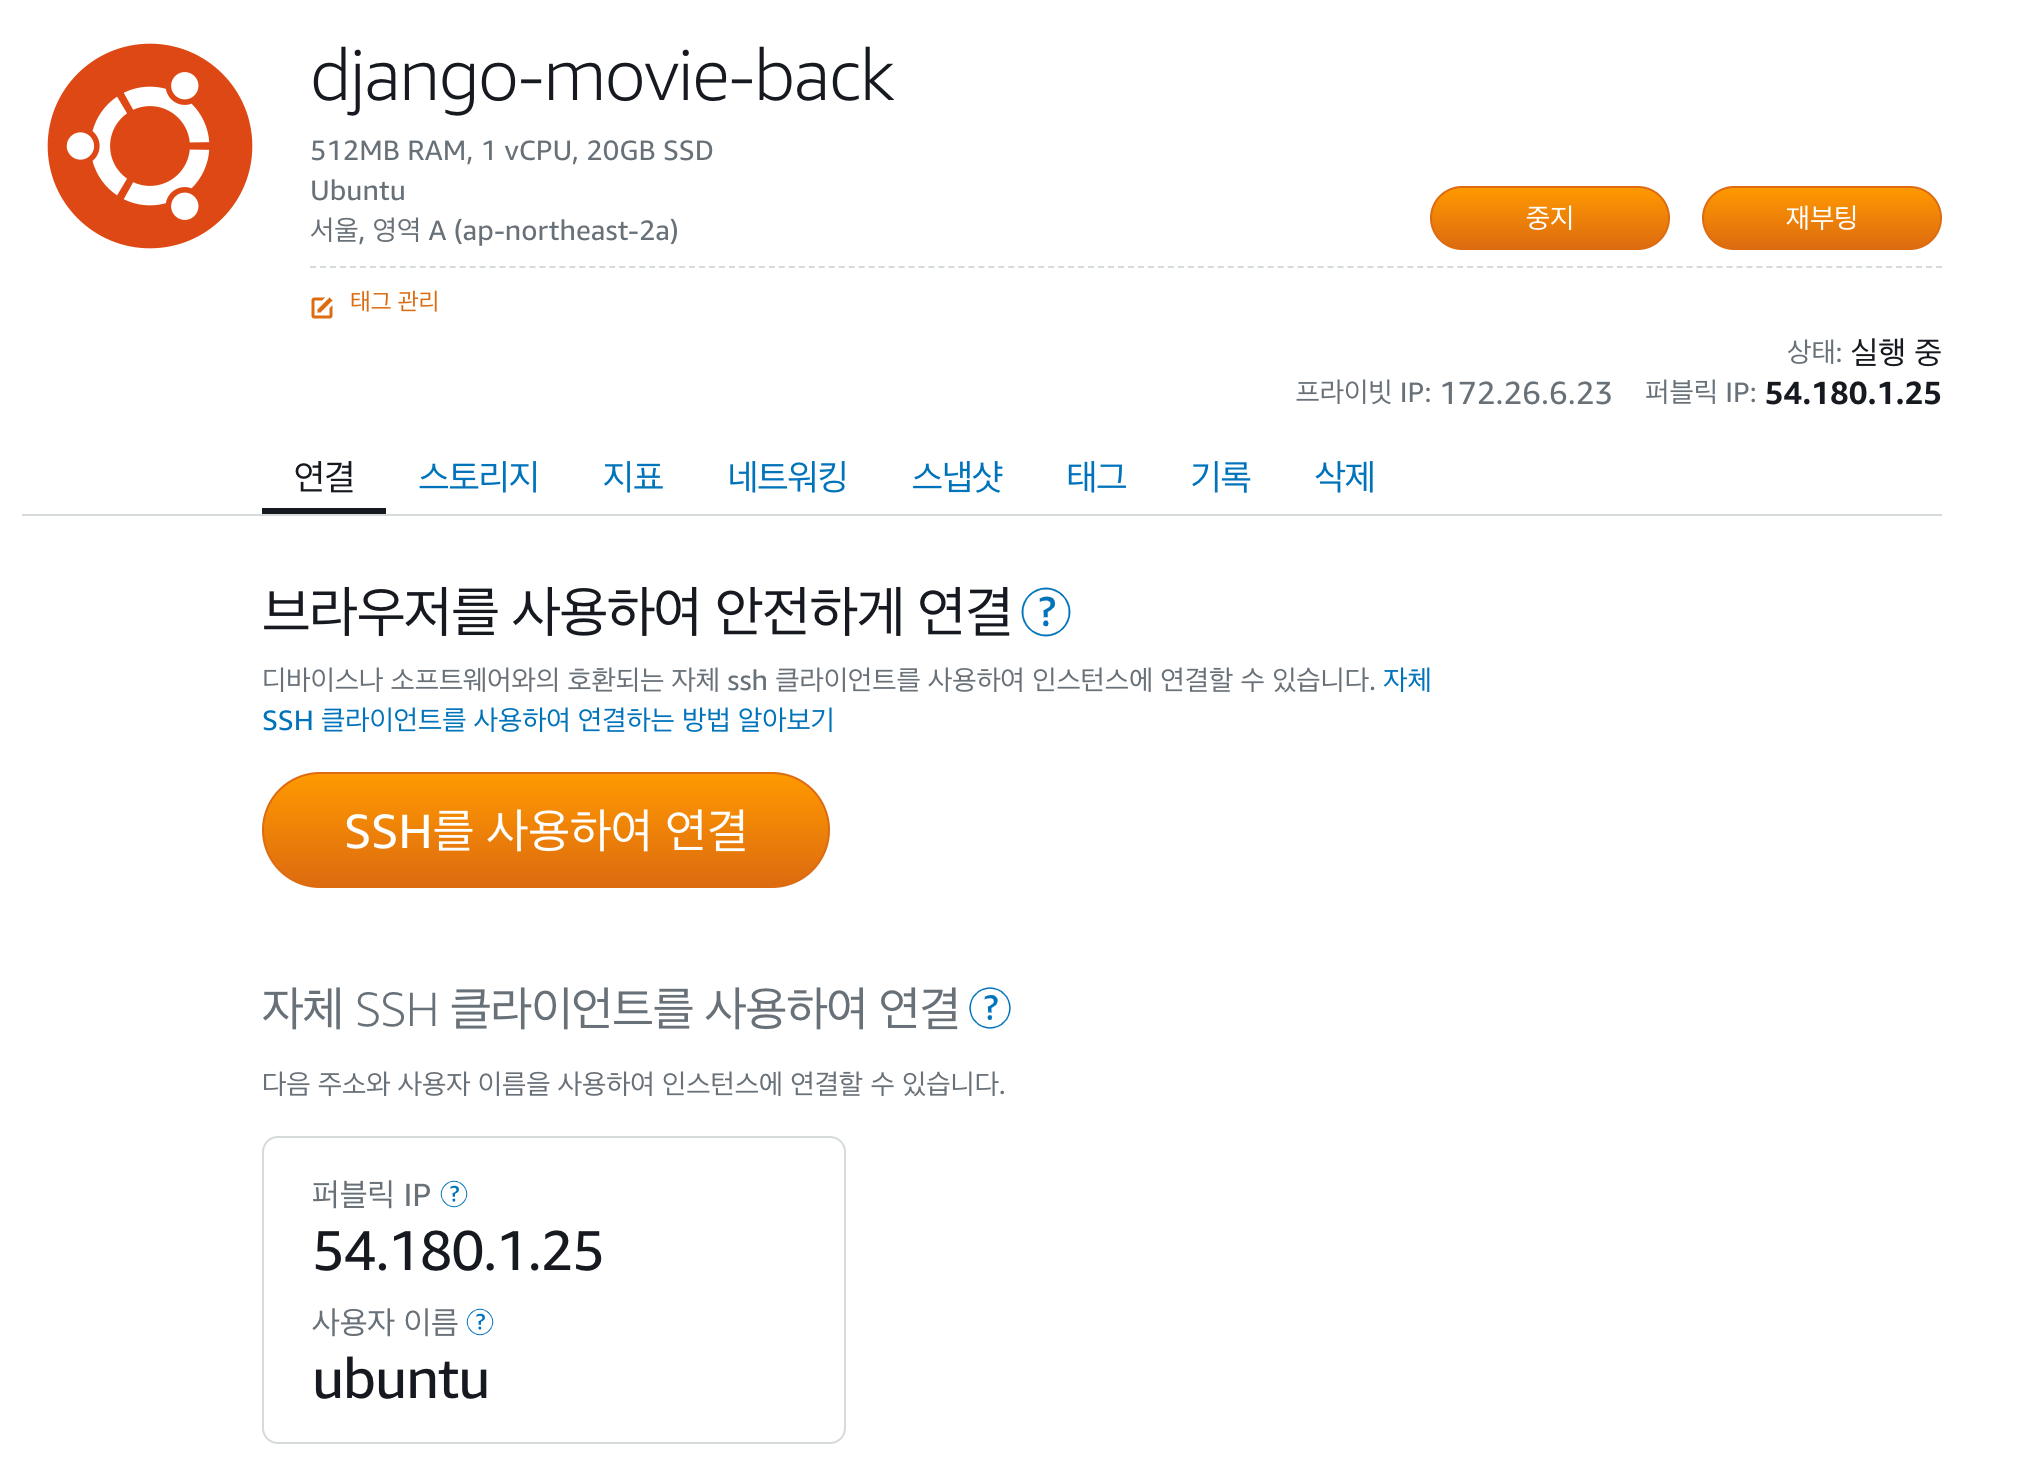 django-movie-back
512MB RAM, 1 vCPU, 20GB SSD
Ubuntu
서울, 영역 A (ap-northeast-2a)
중지
재부팅
태그 관리
상태: 실행 중
프라이빗 IP: 172.26.6.23 퍼블릭 IP: 54.180.1.25
연결 스토리지 지표 네트워킹 스냅샷 태그 기록 삭제
브라우저를 사용하여 안전하게 연결 ?
디바이스나 소프트웨어와의 호환되는 자체 ssh 클라이언트를 사용하여 인스턴스에 연결할 수 있습니다. 자체
SSH 클라이언트를 사용하여 연결하는 방법 알아보기
SSH를 사용하여 연결
자체 SSH 클라이언트를 사용하여 연결 ?
다음 주소와 사용자 이름을 사용하여 인스턴스에 연결할 수 있습니다.
퍼블릭 IP ?
54.180.1.25
사용자 이름 ?
ubuntu